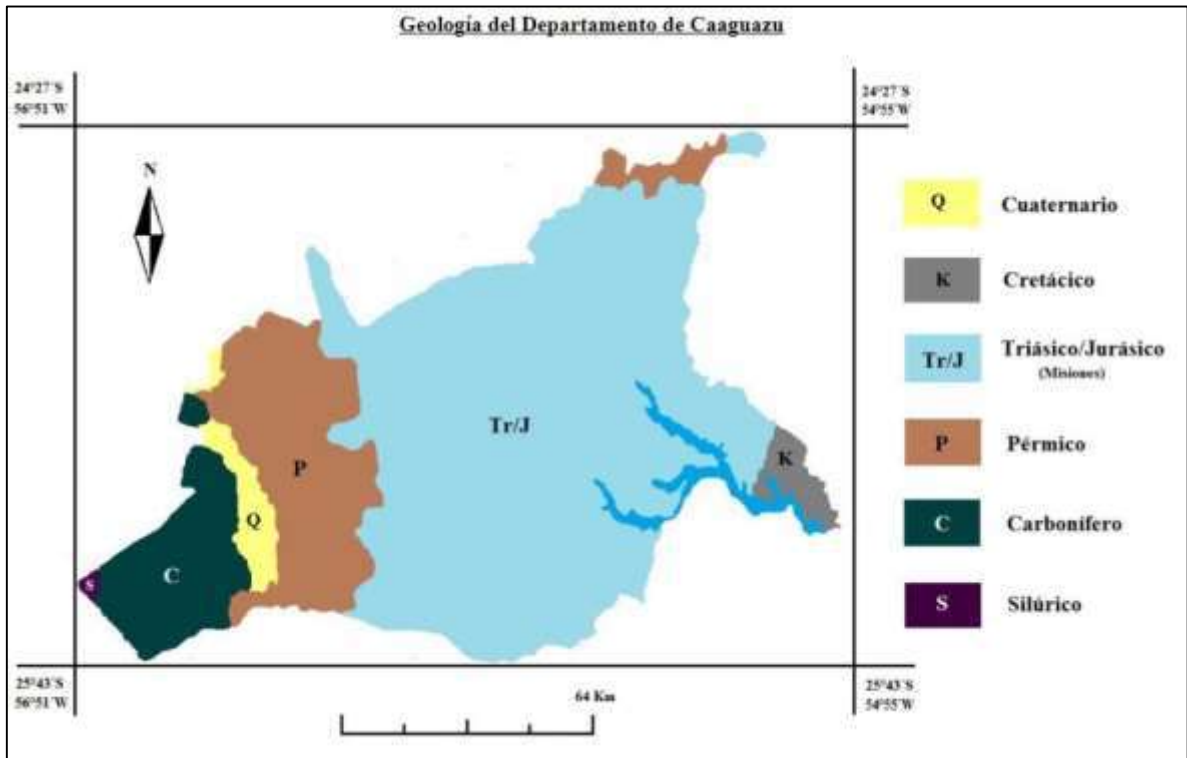 Geología del Departamento de Caaguazu
24°27´S
56°51´W
24°27´S
54°55´W
N
Q
Cuaternario
K
Cretácico
Tr/J
Triásico/Jurásico
(Misiones)
P
Pérmico
C
Carbonífero
S
Silúrico
Tr/J
P
K
Q
C
S
25°43´S
56°51´W
64 Km
25°43´S
54°55´W